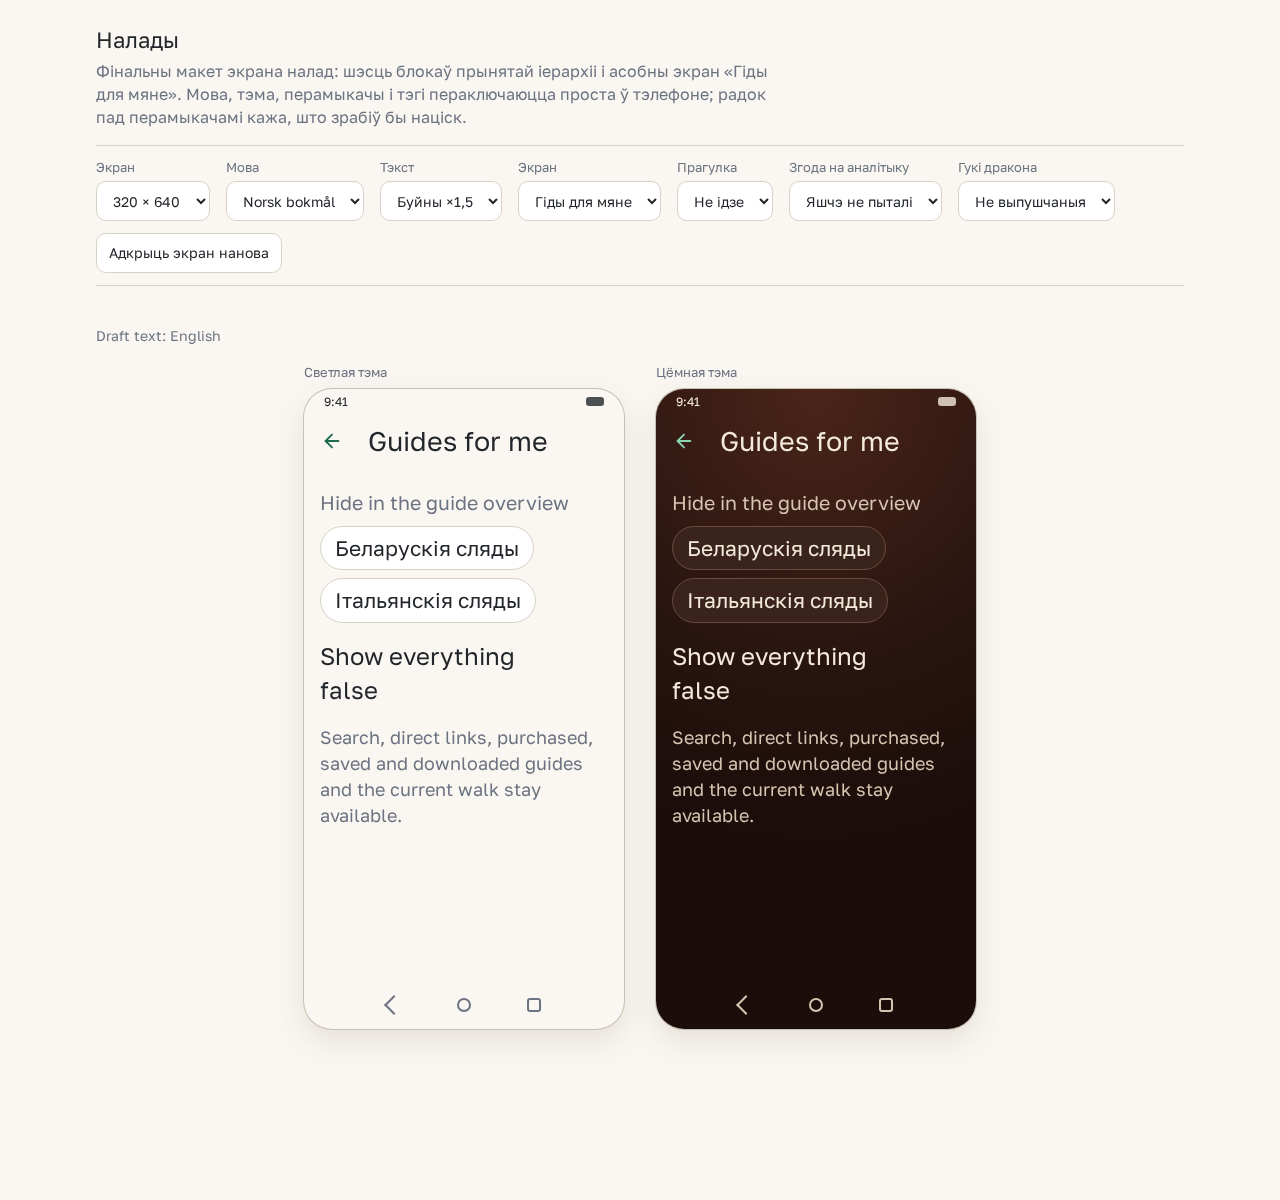 Налады
Фінальны макет экрана налад: шэсць блокаў прынятай іерархіі і асобны экран «Гіды
для мяне». Мова, тэма, перамыкачы і тэгі пераключаюцца проста ў тэлефоне; радок
пад перамыкачамі кажа, што зрабіў бы націск.
Экран Мова Тэкст Экран Прагулка Згода на аналітыку Гукі дракона
320 × 640 Norsk bokmål Буйны ×1,5 Гіды для мяне Не ідзе Яшчэ не пыталі Не выпушчаныя
Адкрыць экран нанова
Draft text: English
Светлая тэма
9:41
Guides for me
Hide in the guide overview
Беларускія сляды
Італьянскія сляды
Show everything
false
Search, direct links, purchased,
saved and downloaded guides
and the current walk stay
available.
Цёмная тэма
9:41
Guides for me
Hide in the guide overview
Беларускія сляды
Італьянскія сляды
Show everything
false
Search, direct links, purchased,
saved and downloaded guides
and the current walk stay
available.